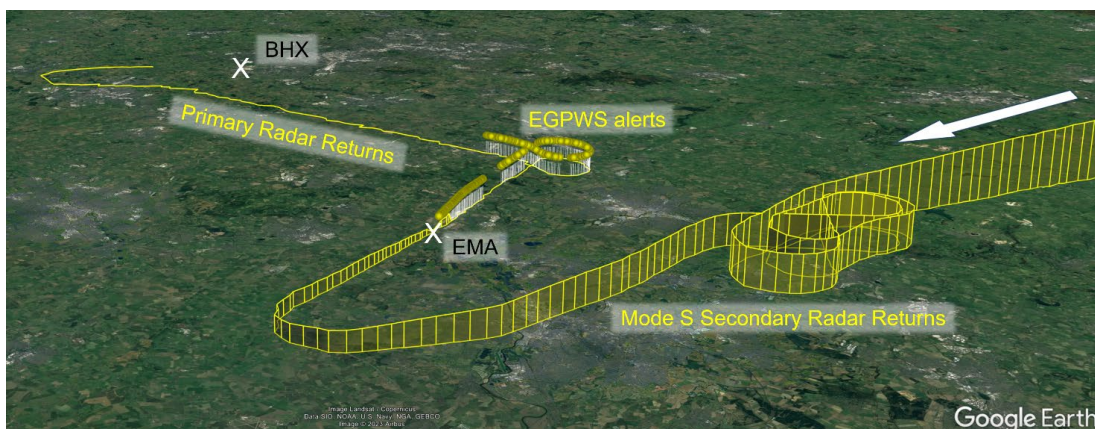 BHX
Primary Radar Returns
EGPWS alerts
EMA
Mode S Secondary Radar Returns
Image Landsat / Copernicus
Data SIO, NOAA, U.S. Navy, NGA, GEBCO
Image © 2023 Airbus
Google Earth